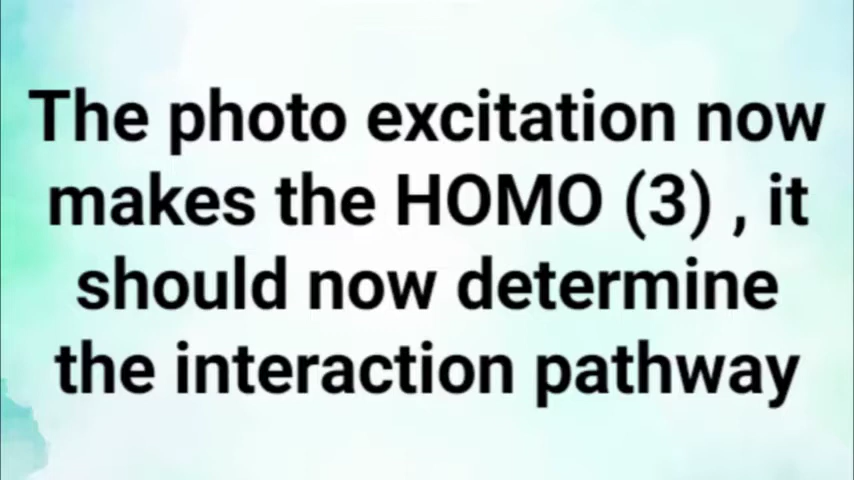 The photo excitation now
makes the HOMO (3) , it
should now determine
the interaction pathway